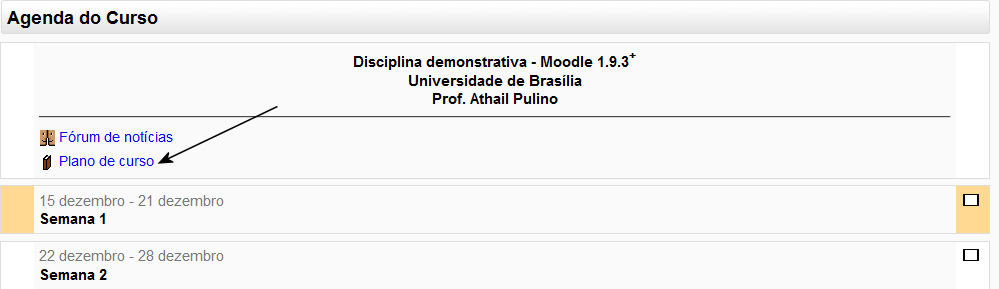 Agenda do Curso
Disciplina demonstrativa - Moodle 1.9.3+
Universidade de Brasília
Prof. Athail Pulino
Fórum de notícias
Plano de curso
15 dezembro - 21 dezembro
Semana 1
22 dezembro - 28 dezembro
Semana 2